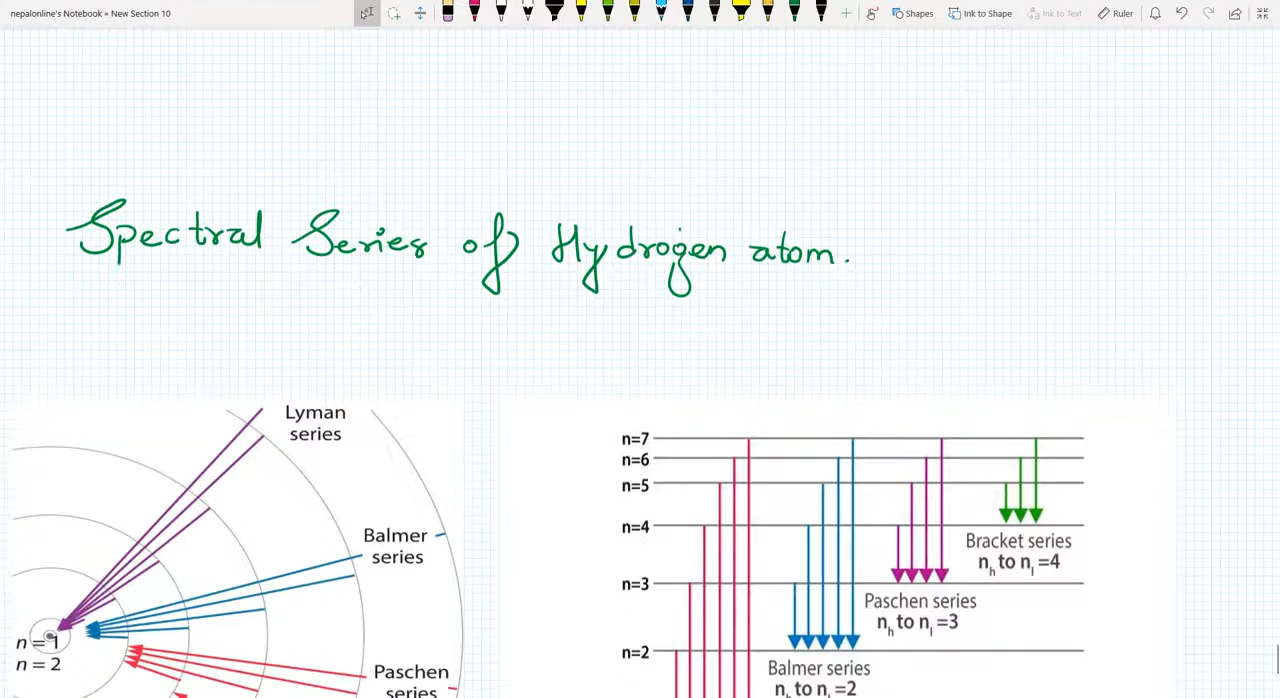 nepalonline's Notebook » New Section 10
Shapes
Ink to Shape
Ink to Text
Ruler
Spectral Series of Hydrogen atom.
Lyman
series
Balmer
series
n = 1
n = 2
Paschen
series
n=7
n=6
n=5
n=4
Bracket series
nh to nl =4
n=3
Paschen series
nh to nl =3
n=2
Balmer series
nh to nl =2